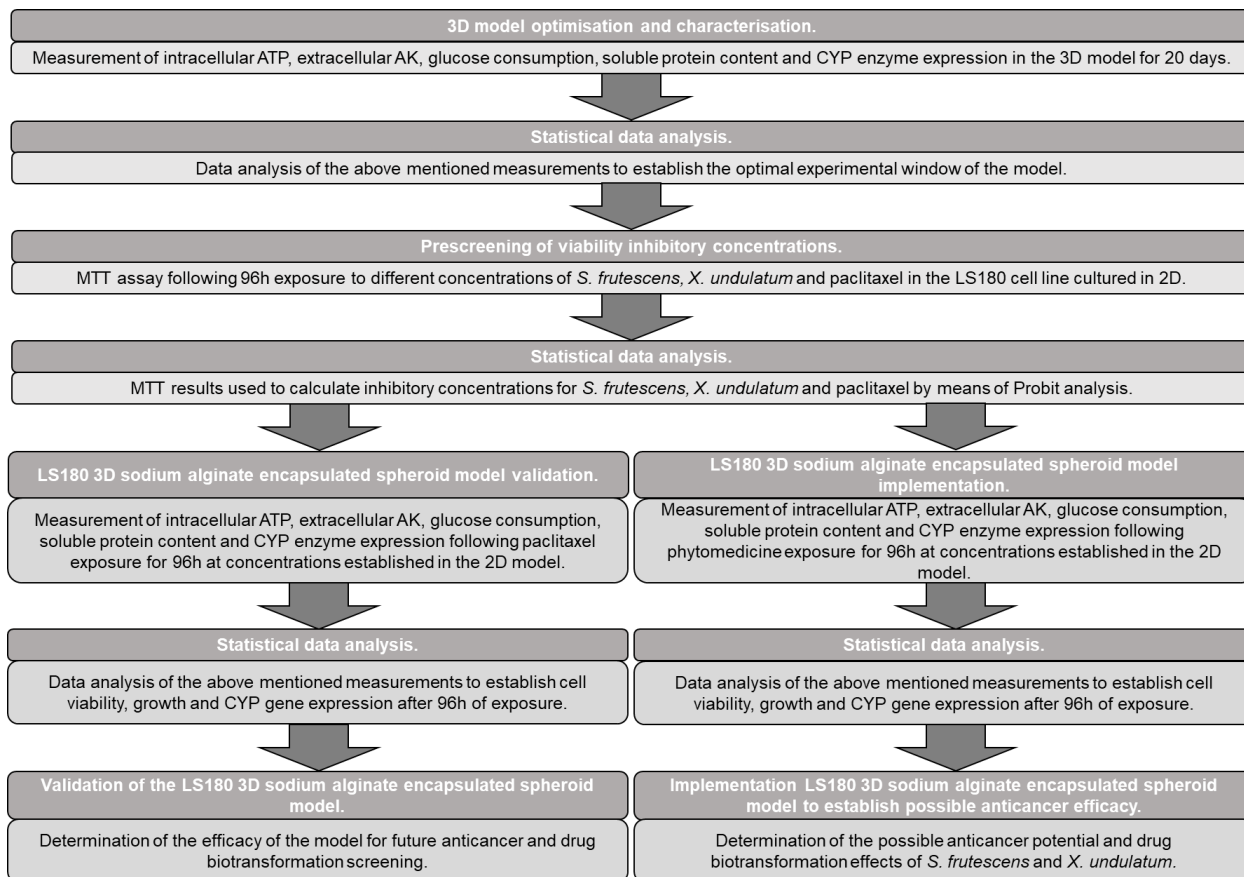 3D model optimisation and characterisation.
Measurement of intracellular ATP, extracellular AK, glucose consumption, soluble protein content and CYP enzyme expression in the 3D model for 20 days.
Statistical data analysis.
Data analysis of the above mentioned measurements to establish the optimal experimental window of the model.
Prescreening of viability inhibitory concentrations.
MTT assay following 96h exposure to different concentrations of S. frutescens, X. undulatum and paclitaxel in the LS180 cell line cultured in 2D.
Statistical data analysis.
MTT results used to calculate inhibitory concentrations for S. frutescens, X. undulatum and paclitaxel by means of Probit analysis.
LS180 3D sodium alginate encapsulated spheroid model validation.
Measurement of intracellular ATP, extracellular AK, glucose consumption,
soluble protein content and CYP enzyme expression following paclitaxel
exposure for 96h at concentrations established in the 2D model.
Statistical data analysis.
Data analysis of the above mentioned measurements to establish cell
viability, growth and CYP gene expression after 96h of exposure.
Validation of the LS180 3D sodium alginate encapsulated spheroid
model.
Determination of the efficacy of the model for future anticancer and drug
biotransformation screening.
LS180 3D sodium alginate encapsulated spheroid model
implementation.
Measurement of intracellular ATP, extracellular AK, glucose consumption,
soluble protein content and CYP enzyme expression following
phytomedicine exposure for 96h at concentrations established in the 2D
model.
Statistical data analysis.
Data analysis of the above mentioned measurements to establish cell
viability, growth and CYP gene expression after 96h of exposure.
Implementation LS180 3D sodium alginate encapsulated spheroid
model to establish possible anticancer efficacy.
Determination of the possible anticancer potential and drug
biotransformation effects of S. frutescens and X. undulatum.